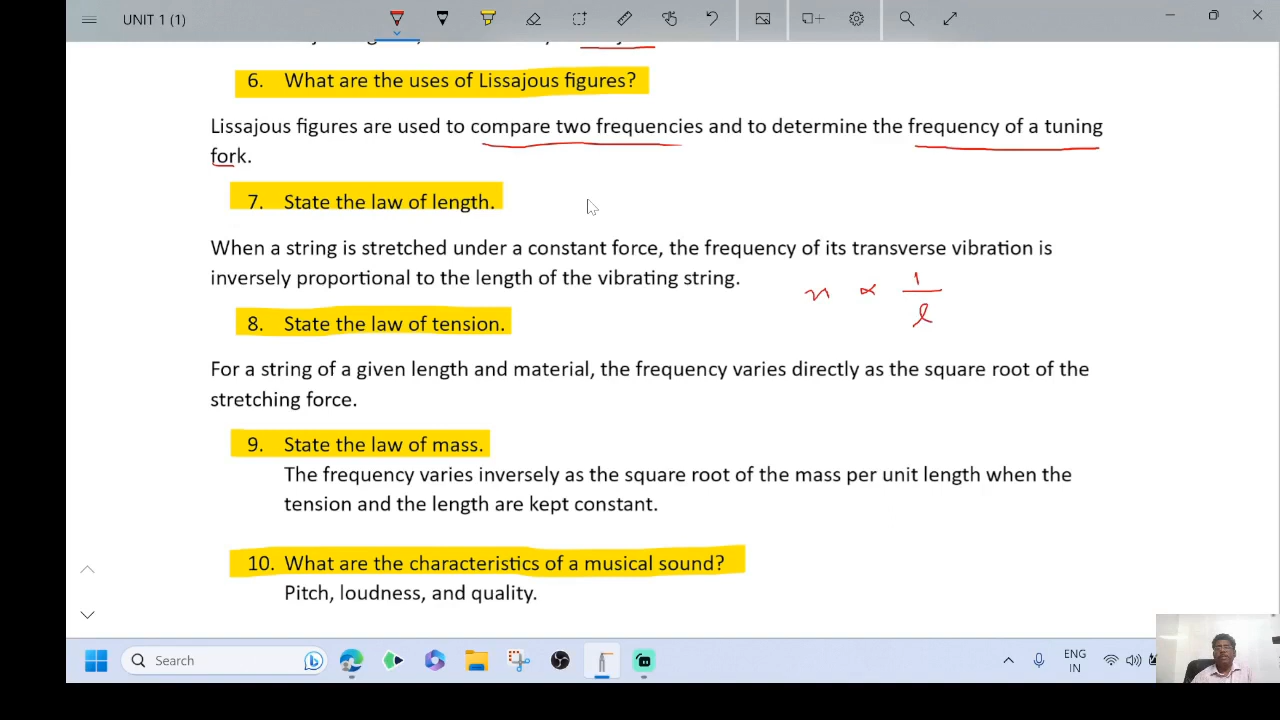 UNIT 1 (1)
6. What are the uses of Lissajous figures?
Lissajous figures are used to compare two frequencies and to determine the frequency of a tuning
fork.
7. State the law of length.
When a string is stretched under a constant force, the frequency of its transverse vibration is
inversely proportional to the length of the vibrating string.
n ∝ 1/l
8. State the law of tension.
For a string of a given length and material, the frequency varies directly as the square root of the
stretching force.
9. State the law of mass.
The frequency varies inversely as the square root of the mass per unit length when the
tension and the length are kept constant.
10. What are the characteristics of a musical sound?
Pitch, loudness, and quality.
Search
ENG
IN